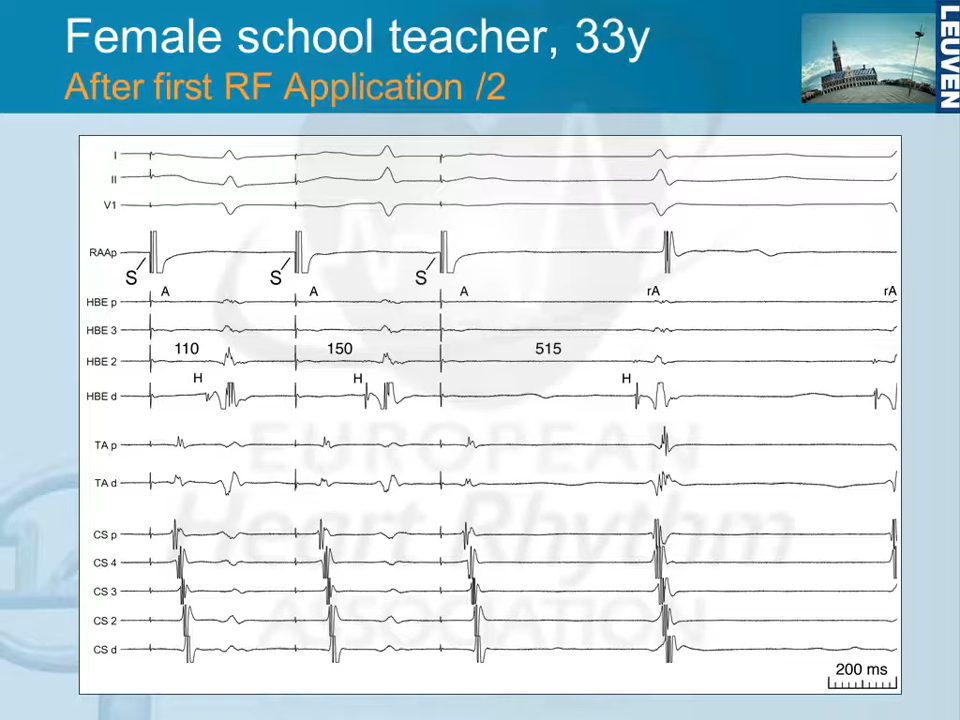 Female school teacher, 33y
After first RF Application /2
LEUVEN
I
II
V1
RAAp
S S S
A A A rA rA
HBE p
HBE 3
110 150 515
HBE 2
H H H
HBE d
TA p
EUROPEAN
TA d
Heart Rhythm
CS p
CS 4
CS 3
ASSOCIATION
CS 2
CS d
200 ms